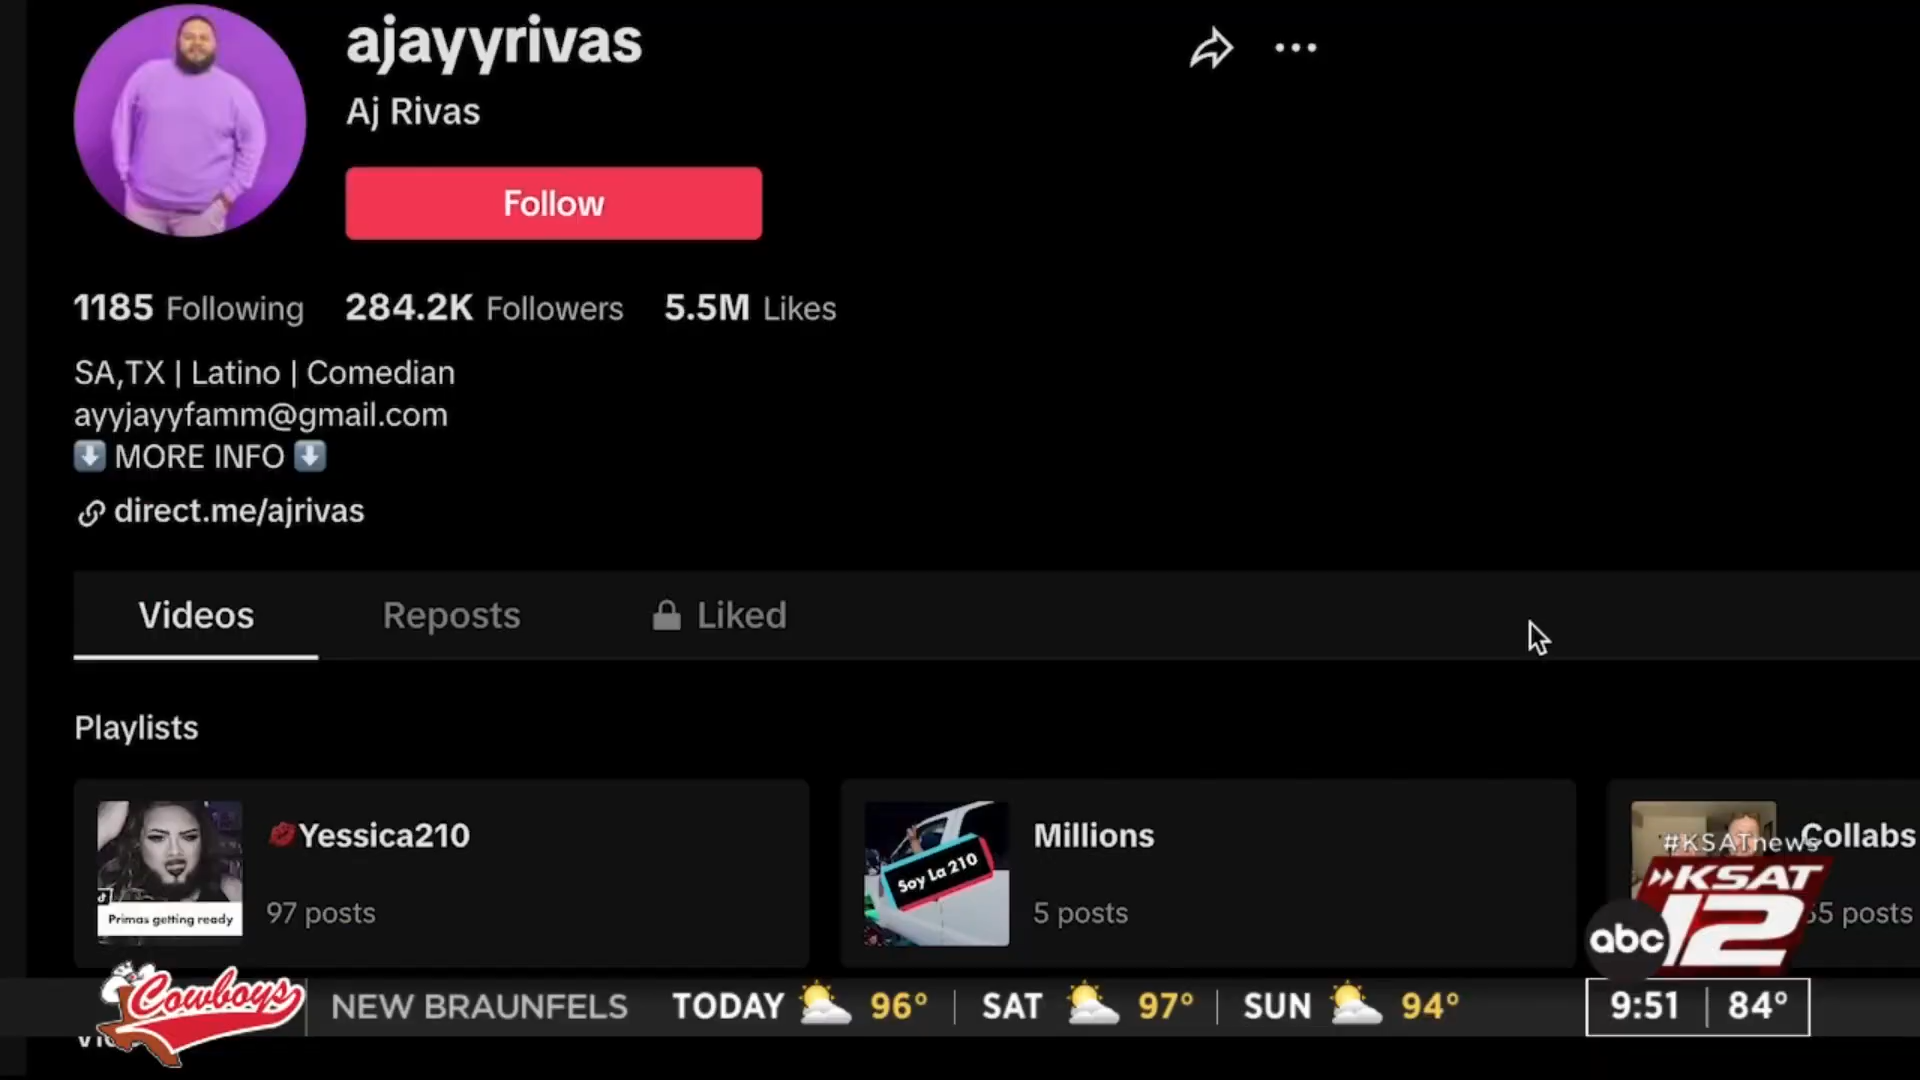 ajayyrivas
Aj Rivas
Follow
1185 Following 284.2K Followers 5.5M Likes
SA,TX | Latino | Comedian
ayyjayyfamm@gmail.com
⬇️ MORE INFO ⬇️
direct.me/ajrivas
Videos Reposts Liked
Playlists
💋Yessica210
97 posts
Primas getting ready
Millions
5 posts
Soy La 210
Collabs
#KSATnews
KSAT
12
abc
posts
Cowboys
NEW BRAUNFELS TODAY 96° | SAT 97° | SUN 94°
9:51 | 84°